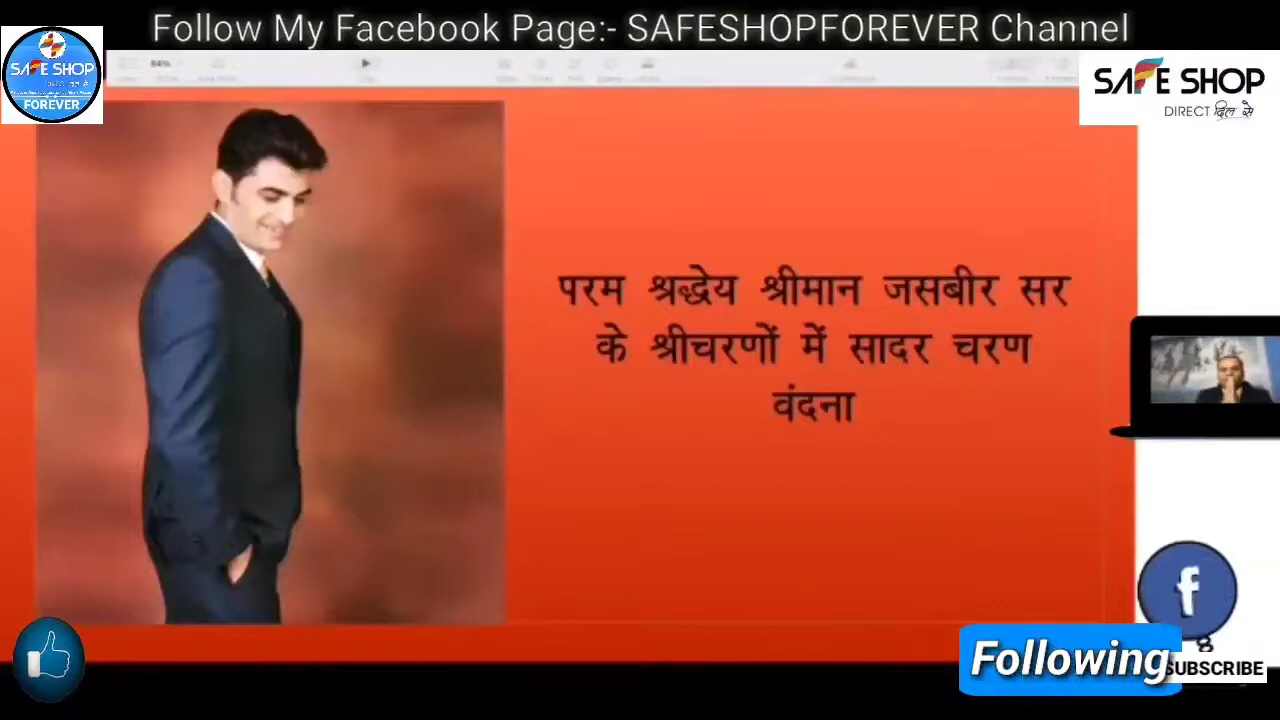 Follow My Facebook Page:- SAFESHOPFOREVER Channel
SAFE SHOP
FOREVER
84%
SAFE SHOP
DIRECT दिल से
परम श्रद्धेय श्रीमान जसबीर सर
के श्रीचरणों में सादर चरण
वंदना
f
Following
SUBSCRIBE